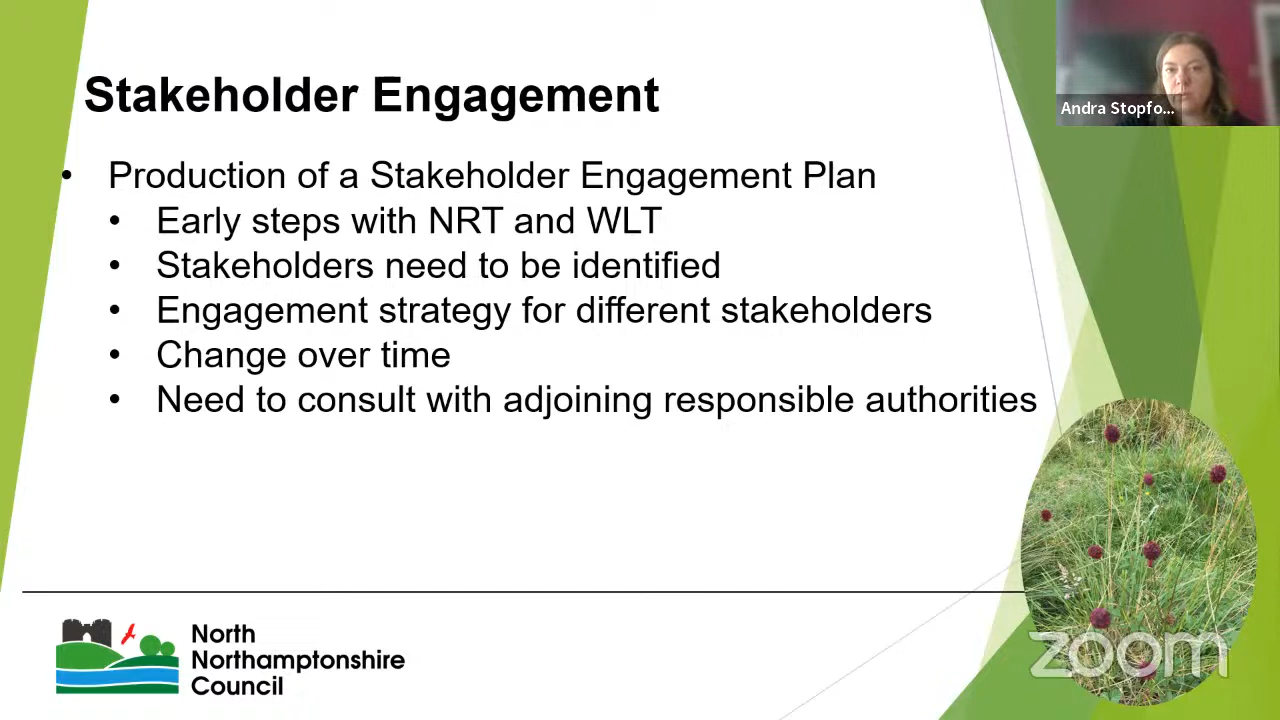 Stakeholder Engagement
Andra Stopfo...
• Production of a Stakeholder Engagement Plan
• Early steps with NRT and WLT
• Stakeholders need to be identified
• Engagement strategy for different stakeholders
• Change over time
• Need to consult with adjoining responsible authorities
North
Northamptonshire
Council
zoom